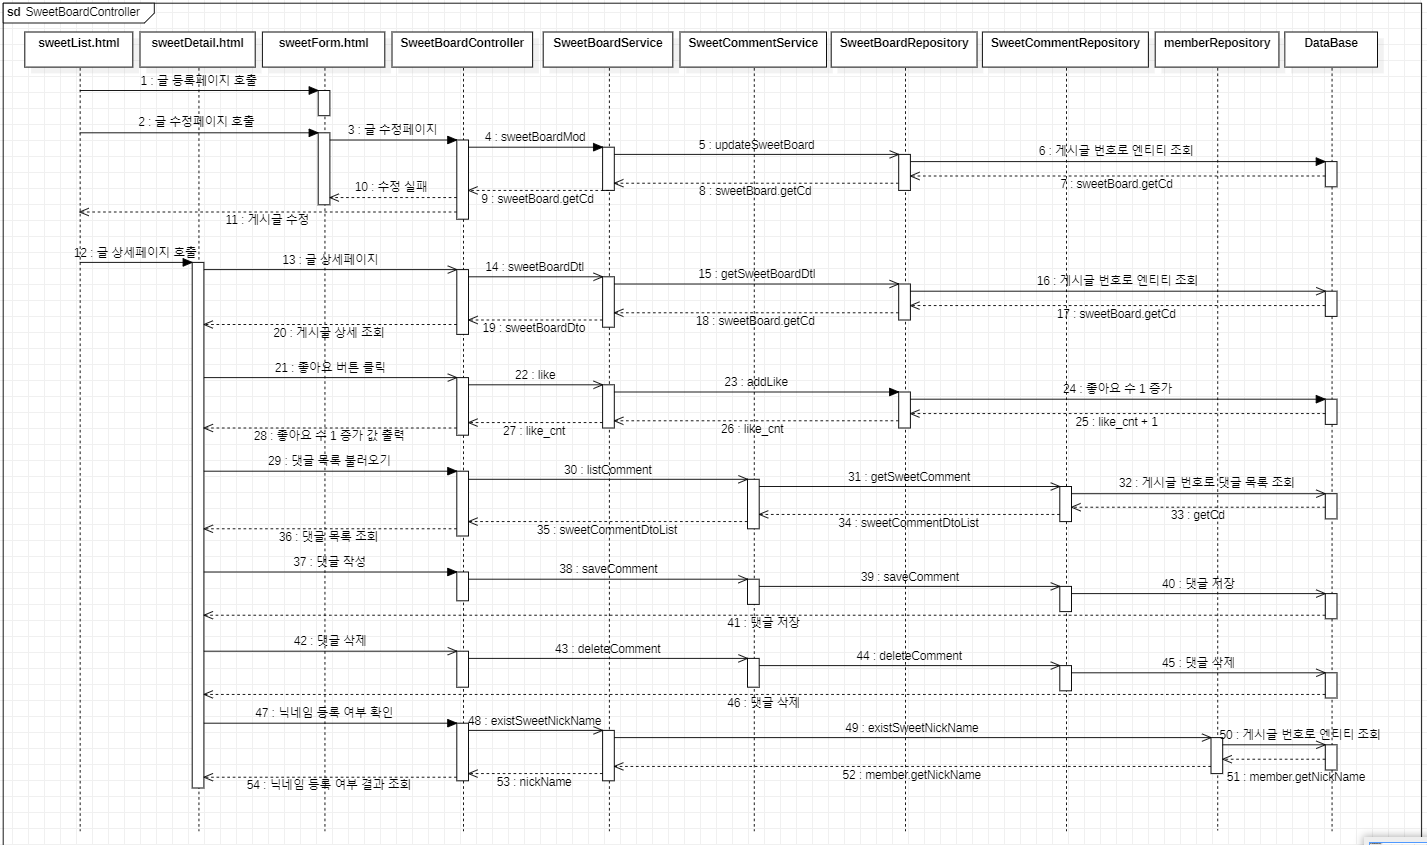 sd SweetBoardController
sweetList.html
sweetDetail.html
sweetForm.html
SweetBoardController
SweetBoardService
SweetCommentService
SweetBoardRepository
SweetCommentRepository
memberRepository
DataBase
1 : 글 등록페이지 호출
2 : 글 수정페이지 호출
3 : 글 수정페이지
4 : sweetBoardMod
5 : updateSweetBoard
6 : 게시글 번호로 엔티티 조회
7 : sweetBoard.getCd
8 : sweetBoard.getCd
9 : sweetBoard.getCd
10 : 수정 실패
11 : 게시글 수정
12 : 글 상세페이지 호출
13 : 글 상세페이지
14 : sweetBoardDtl
15 : getSweetBoardDtl
16 : 게시글 번호로 엔티티 조회
17 : sweetBoard.getCd
18 : sweetBoard.getCd
19 : sweetBoardDto
20 : 게시글 상세 조회
21 : 좋아요 버튼 클릭
22 : like
23 : addLike
24 : 좋아요 수 1 증가
25 : like_cnt + 1
26 : like_cnt
27 : like_cnt
28 : 좋아요 수 1 증가 값 출력
29 : 댓글 목록 불러오기
30 : listComment
31 : getSweetComment
32 : 게시글 번호로 댓글 목록 조회
33 : getCd
34 : sweetCommentDtoList
35 : sweetCommentDtoList
36 : 댓글 목록 조회
37 : 댓글 작성
38 : saveComment
39 : saveComment
40 : 댓글 저장
41 : 댓글 저장
42 : 댓글 삭제
43 : deleteComment
44 : deleteComment
45 : 댓글 삭제
46 : 댓글 삭제
47 : 닉네임 등록 여부 확인
48 : existSweetNickName
49 : existSweetNickName
50 : 게시글 번호로 엔티티 조회
51 : member.getNickName
52 : member.getNickName
53 : nickName
54 : 닉네임 등록 여부 결과 조회